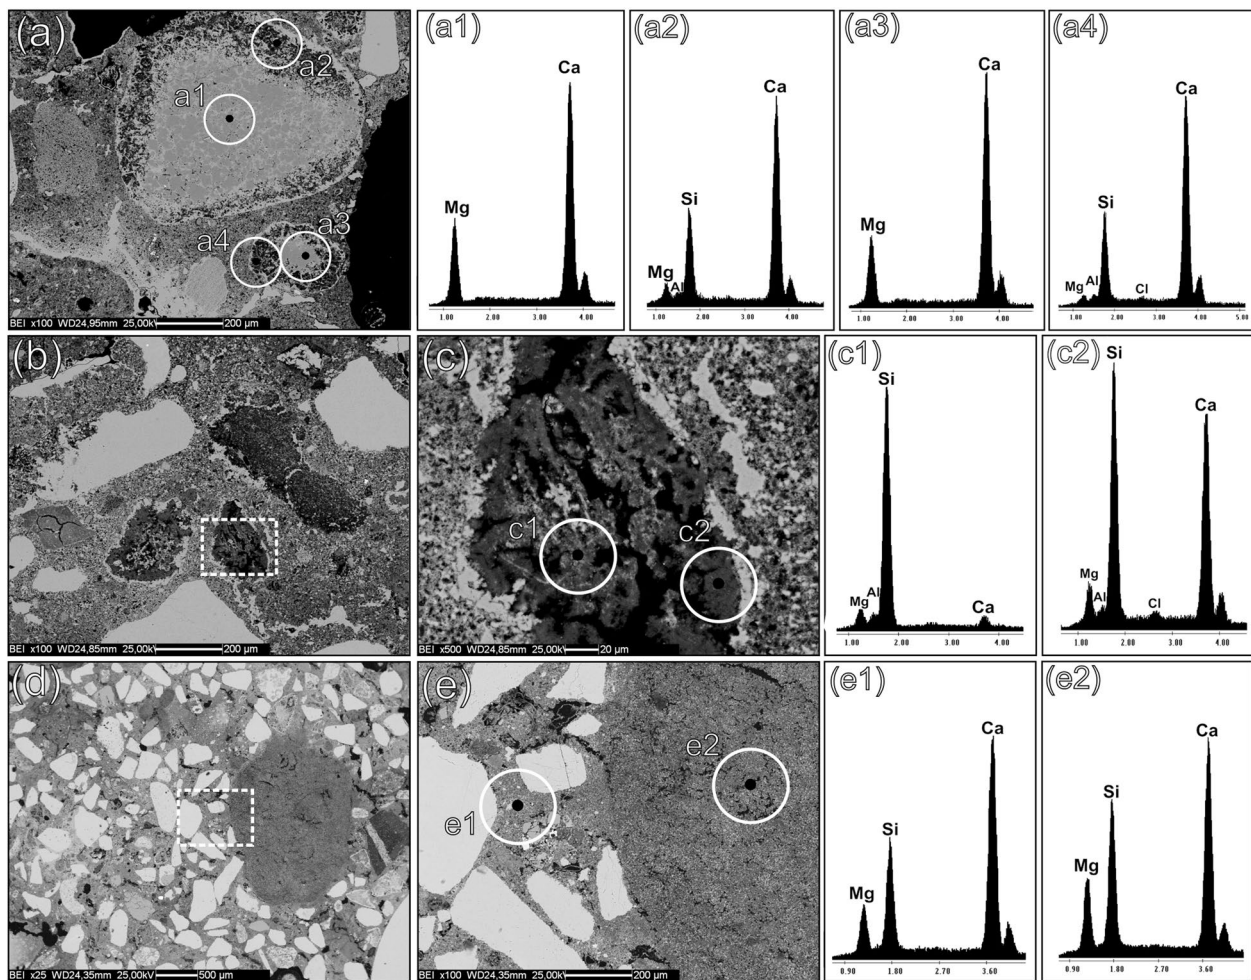 (a)
a1
a2
a3
a4
BEI x100 WD24,95mm 25,00kV 200 µm
(a1)
Mg
Ca
1.00 2.00 3.00 4.00
(a2)
Mg
Al
Si
Ca
1.00 2.00 3.00 4.00
(a3)
Mg
Ca
1.00 2.00 3.00 4.00
(a4)
Mg
Al
Si
Cl
Ca
1.00 2.00 3.00 4.00 5.00
(b)
BEI x100 WD24,85mm 25,00kV 200 µm
(c)
c1
c2
BEI x500 WD24,85mm 25,00kV 20 µm
(c1)
Mg
Al
Si
Ca
1.00 2.00 3.00 4.00
(c2)
Mg
Al
Si
Cl
Ca
1.00 2.00 3.00 4.00
(d)
BEI x25 WD24,35mm 25,00kV 500 µm
(e)
e1
e2
BEI x100 WD24,35mm 25,00kV 200 µm
(e1)
Mg
Si
Ca
0.90 1.80 2.70 3.60
(e2)
Mg
Si
Ca
0.90 1.80 2.70 3.60